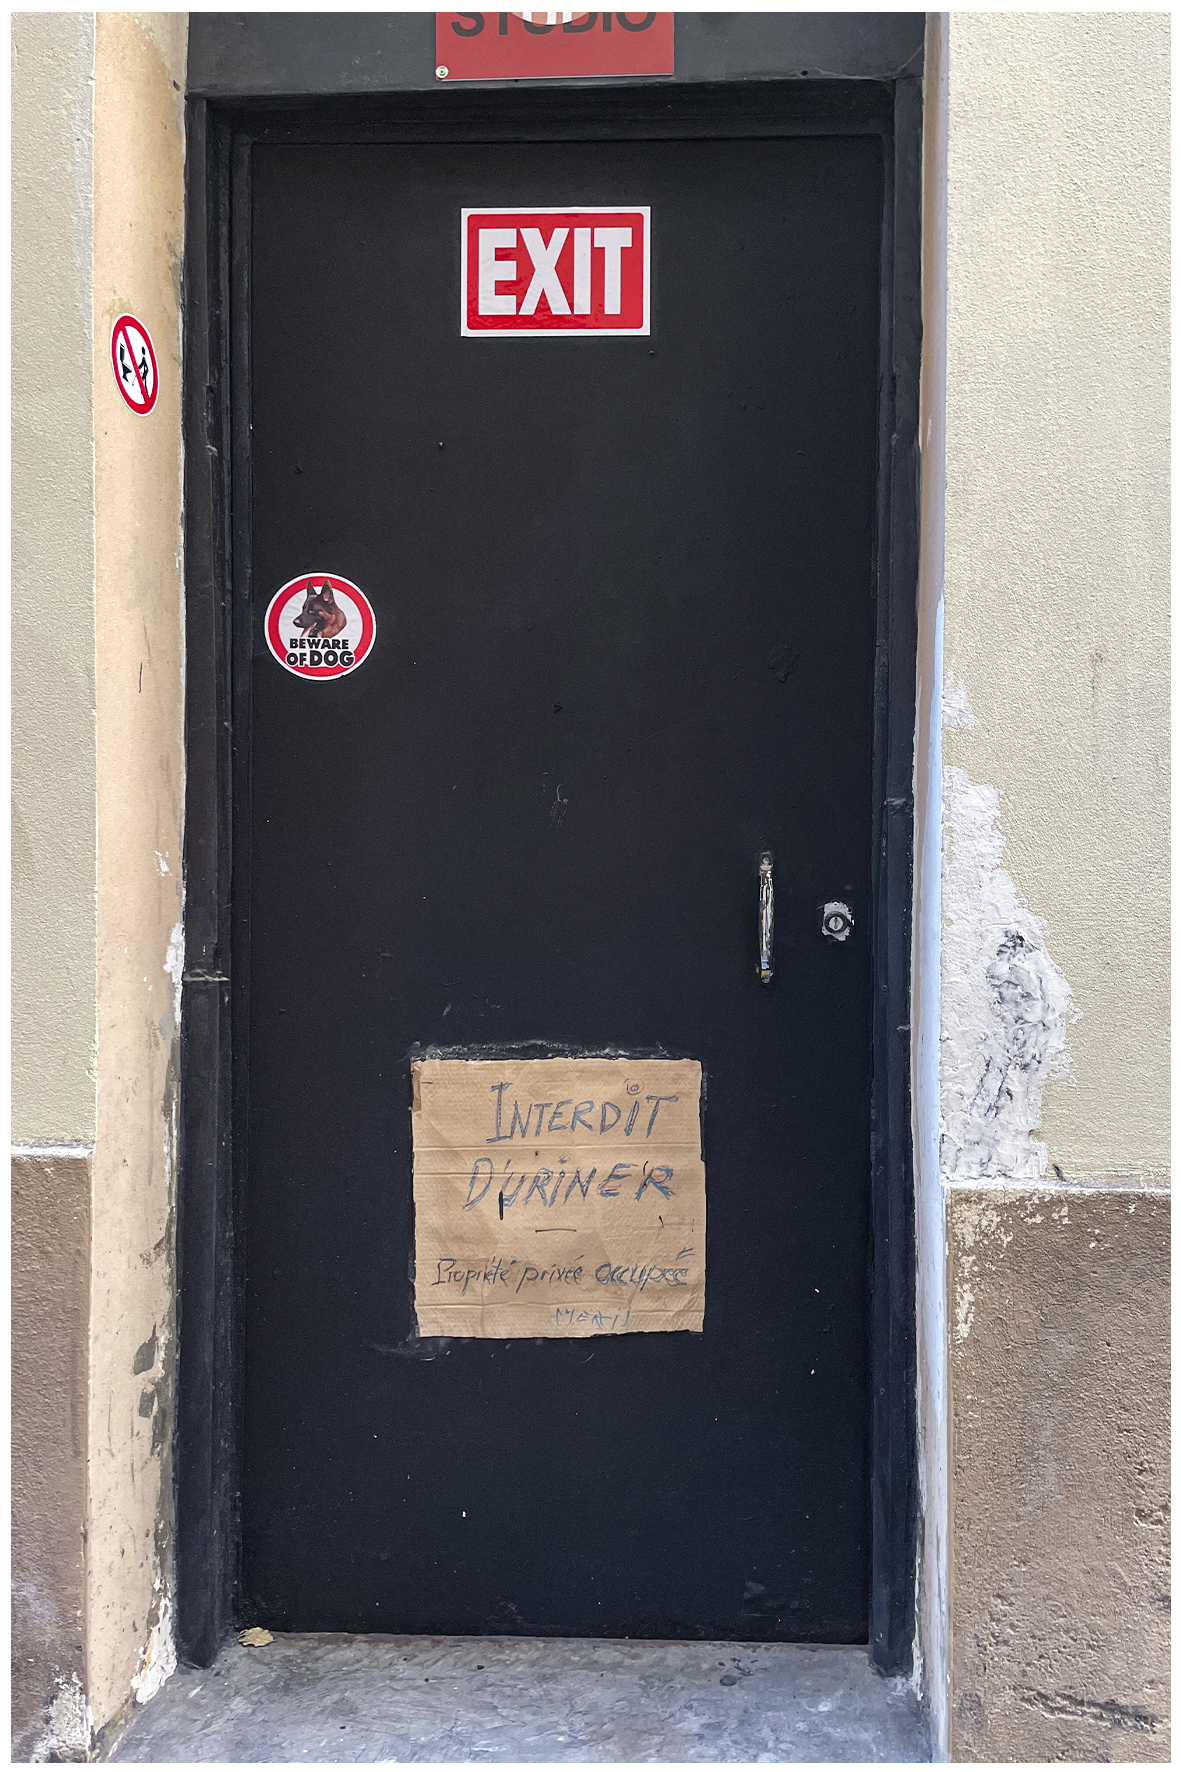 STUDIO
EXIT
BEWARE
OF DOG
INTERDIT
D'URINER
Propriété privée occupée
MERCI